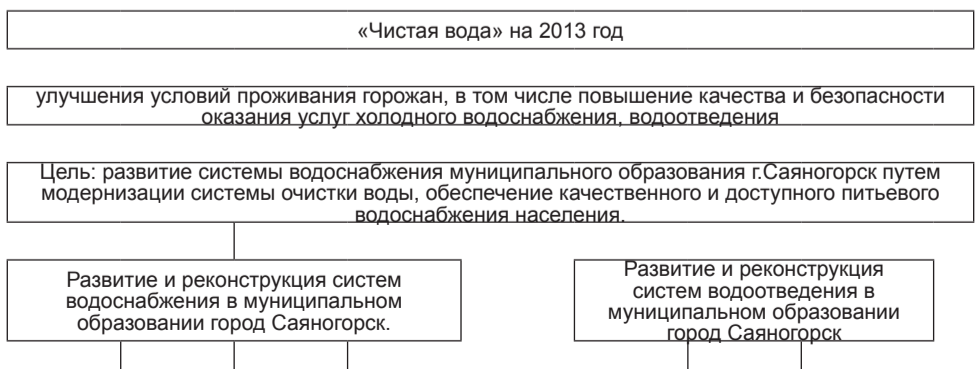 «Чистая вода» на 2013 год
улучшения условий проживания горожан, в том числе повышение качества и безопасности
оказания услуг холодного водоснабжения, водоотведения
Цель: развитие системы водоснабжения муниципального образования г.Саяногорск путем
модернизации системы очистки воды, обеспечение качественного и доступного питьевого
водоснабжения населения.
Развитие и реконструкция систем
водоснабжения в муниципальном
образовании город Саяногорск.
Развитие и реконструкция
систем водоотведения в
муниципальном образовании
город Саяногорск